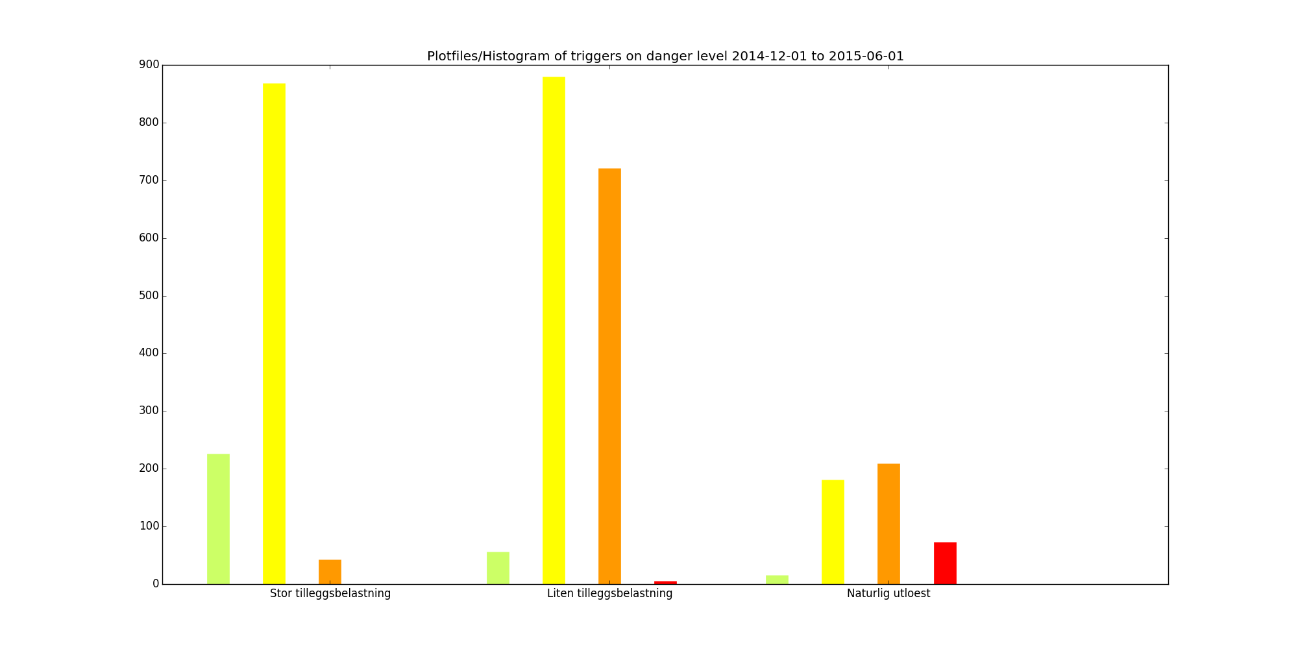 Plotfiles/Histogram of triggers on danger level 2014-12-01 to 2015-06-01
900
800
700
600
500
400
300
200
100
0
Stor tilleggsbelastning
Liten tilleggsbelastning
Naturlig utloest